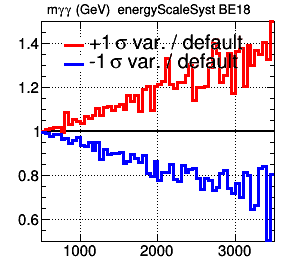 mγγ (GeV) energyScaleSyst BE18
+1 σ var. / default
-1 σ var. / default
1.4
1.2
1
0.8
0.6
1000 2000 3000